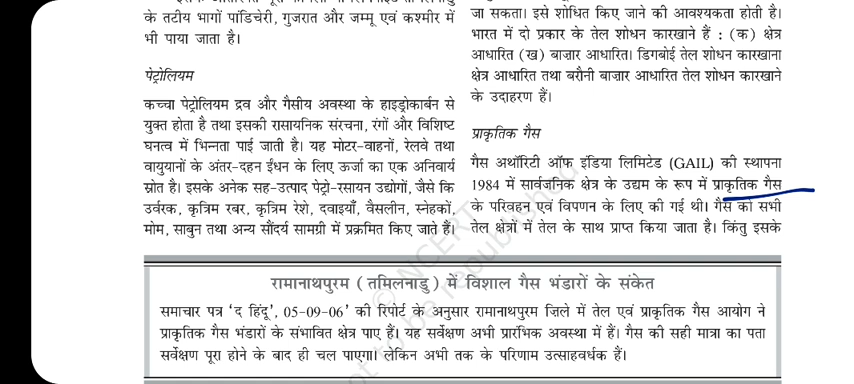 के तटीय भागों पांडिचेरी, गुजरात और जम्मू एवं कश्मीर में
भी पाया जाता है।
पेट्रोलियम
कच्चा पेट्रोलियम द्रव और गैसीय अवस्था के हाइड्रोकार्बन से
युक्त होता है तथा इसकी रासायनिक संरचना, रंगों और विशिष्ट
घनत्व में भिन्नता पाई जाती है। यह मोटर-वाहनों, रेलवे तथा
वायुयानों के अंतर-दहन ईंधन के लिए ऊर्जा का एक अनिवार्य
स्रोत है। इसके अनेक सह-उत्पाद पेट्रो-रसायन उद्योगों, जैसे कि
उर्वरक, कृत्रिम रबर, कृत्रिम रेशे, दवाइयाँ, वैसलीन, स्नेहकों,
मोम, साबुन तथा अन्य सौंदर्य सामग्री में प्रक्रमित किए जाते हैं।
जा सकता। इसे शोधित किए जाने की आवश्यकता होती है।
भारत में दो प्रकार के तेल शोधन कारखाने हैं : (क) क्षेत्र
आधारित (ख) बाजार आधारित। डिगबोई तेल शोधन कारखाना
क्षेत्र आधारित तथा बरौनी बाज़ार आधारित तेल शोधन कारखाने
के उदाहरण हैं।
प्राकृतिक गैस
गैस अथॉरिटी ऑफ इंडिया लिमिटेड (GAIL) की स्थापना
1984 में सार्वजनिक क्षेत्र के उद्यम के रूप में प्राकृतिक गैस
के परिवहन एवं विपणन के लिए की गई थी। गैस को सभी
तेल क्षेत्रों में तेल के साथ प्राप्त किया जाता है। किंतु इसके
रामानाथपुरम (तमिलनाडु) में विशाल गैस भंडारों के संकेत
समाचार पत्र ‘द हिंदू, 05-09-06’ की रिपोर्ट के अनुसार रामानाथपुरम जिले में तेल एवं प्राकृतिक गैस आयोग ने
प्राकृतिक गैस भंडारों के संभावित क्षेत्र पाए हैं। यह सर्वेक्षण अभी प्रारंभिक अवस्था में हैं। गैस की सही मात्रा का पता
सर्वेक्षण पूरा होने के बाद ही चल पाएगा। लेकिन अभी तक के परिणाम उत्साहवर्धक हैं।
© NCERT
not to be republished